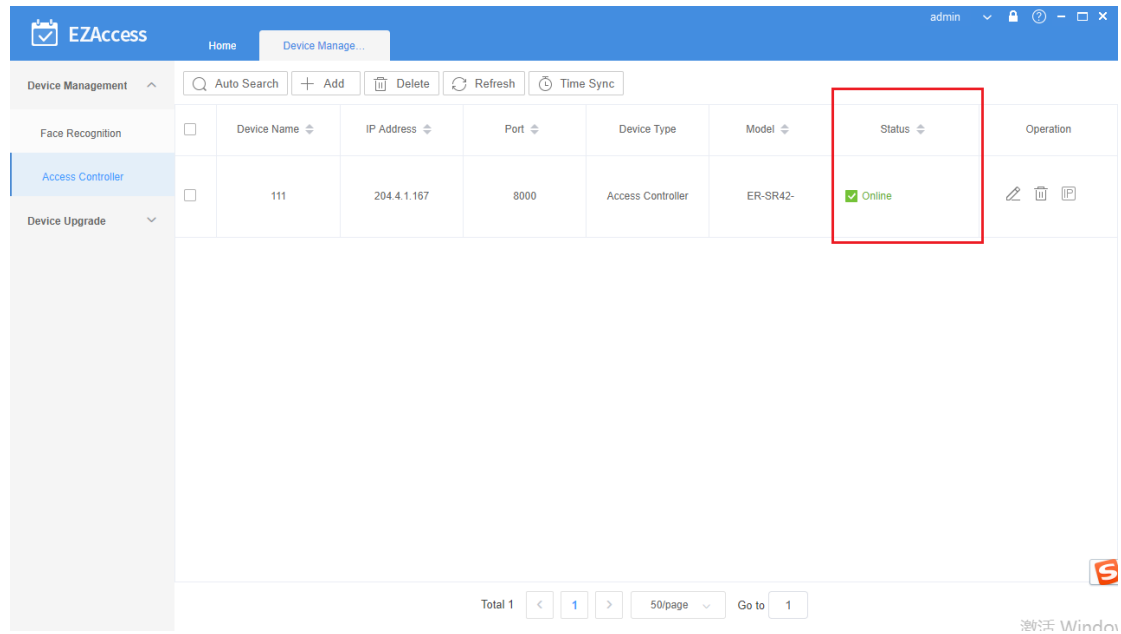 EZAccess
admin
Home
Device Manage...
Device Management
Auto Search
Add
Delete
Refresh
Time Sync
Face Recognition
Access Controller
Device Upgrade
Device Name IP Address Port Device Type Model Status Operation
111 204.4.1.167 8000 Access Controller ER-SR42- Online IP
Total 1 < 1 > 50/page Go to 1
激活 Window